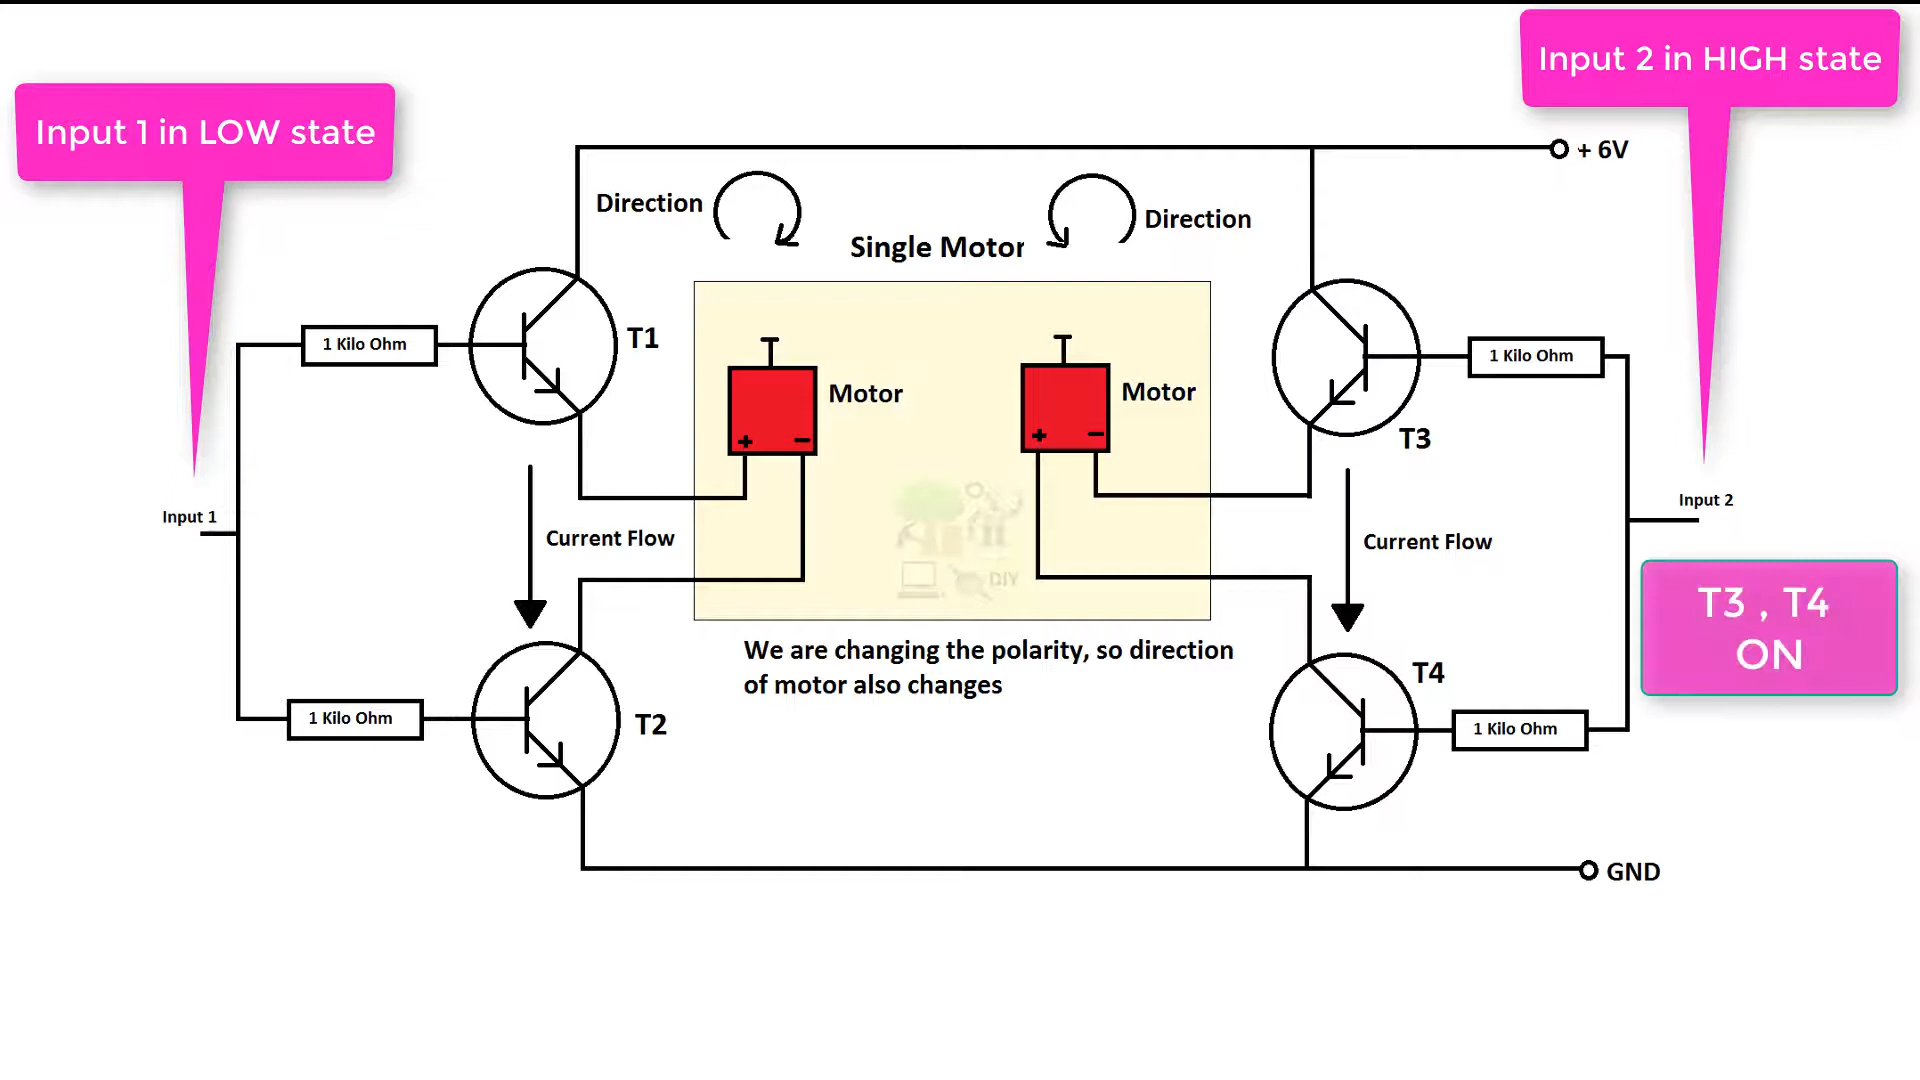 Input 2 in HIGH state
Input 1 in LOW state
+ 6V
Direction
Direction
Single Motor
T1
1 Kilo Ohm
1 Kilo Ohm
Motor
Motor
+ −
+ −
T3
Input 1
Input 2
Current Flow
Current Flow
DIY
T3 , T4
ON
We are changing the polarity, so direction
of motor also changes
T4
T2
1 Kilo Ohm
1 Kilo Ohm
GND